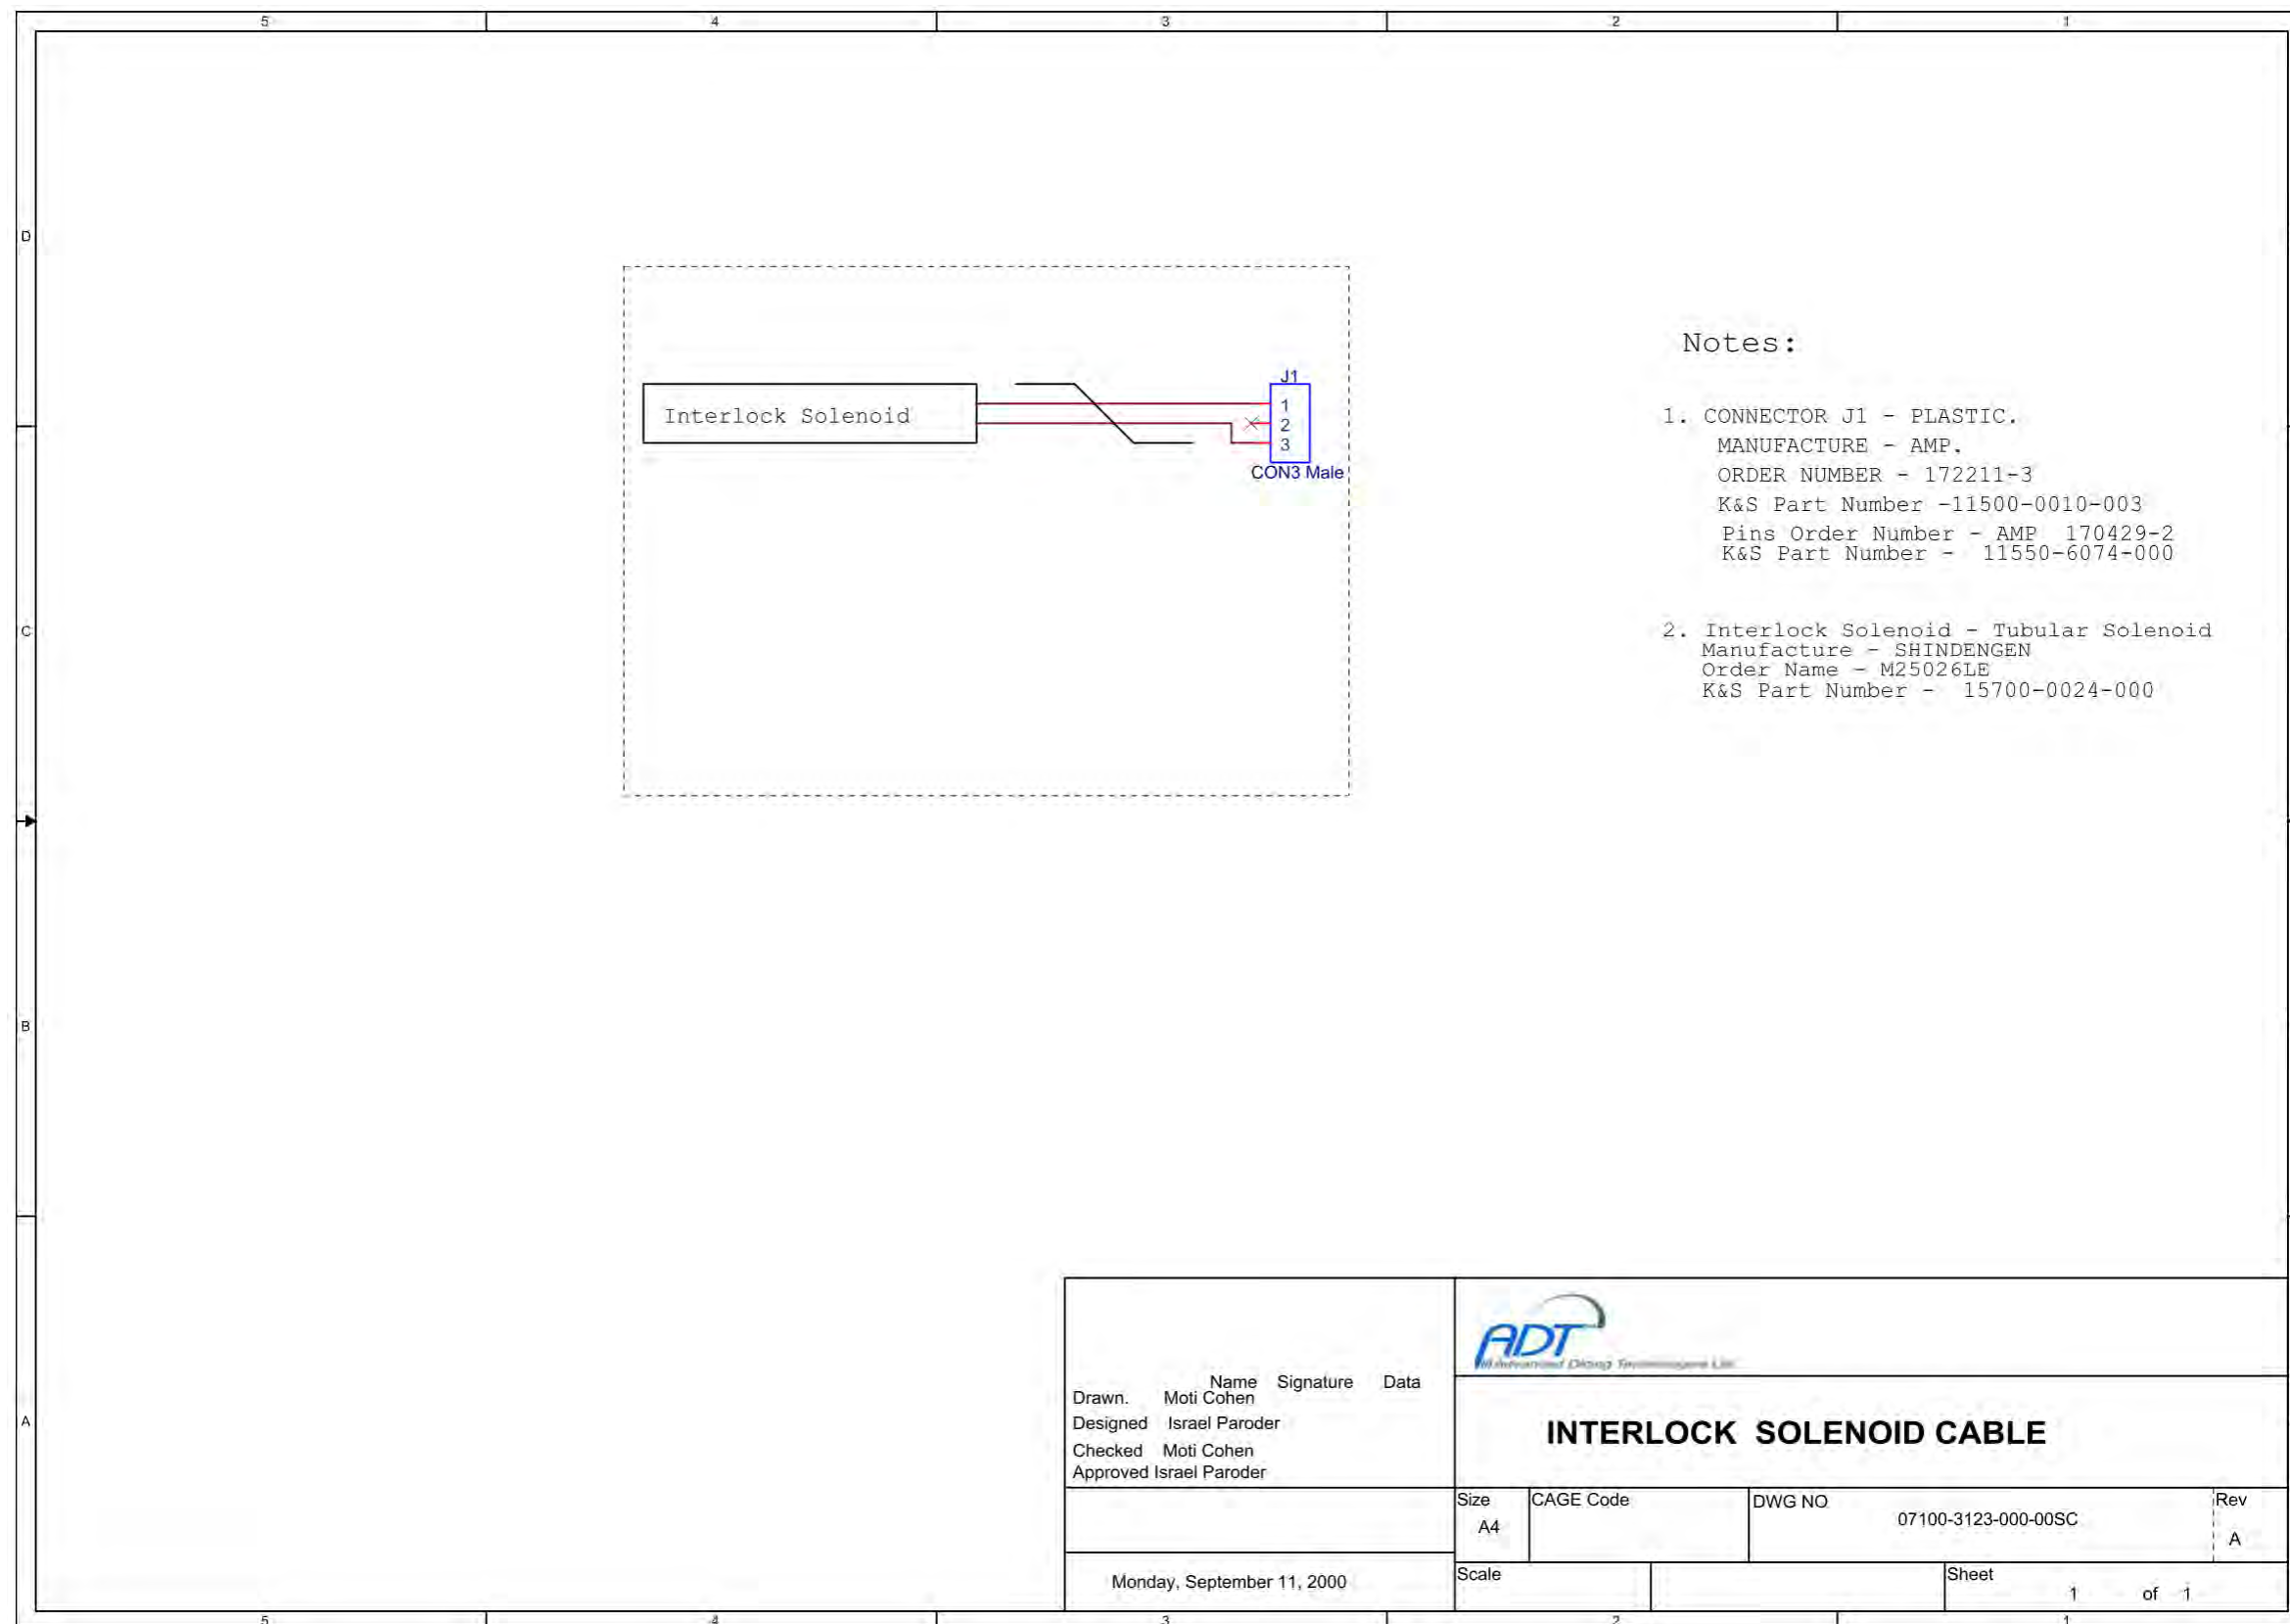 5 4 3 2 1
D
C
B
A
Interlock Solenoid
J1
1
2
3
CON3 Male
Notes:
1. CONNECTOR J1 - PLASTIC.
MANUFACTURE - AMP.
ORDER NUMBER - 172211-3
K&S Part Number -11500-0010-003
Pins Order Number - AMP 170429-2
K&S Part Number - 11550-6074-000
2. Interlock Solenoid - Tubular Solenoid
Manufacture - SHINDENGEN
Order Name - M25026LE
K&S Part Number - 15700-0024-000
ADT
Advanced Dicing Technologies Ltd.
Name Signature Data
Drawn. Moti Cohen
Designed Israel Paroder
Checked Moti Cohen
Approved Israel Paroder
INTERLOCK SOLENOID CABLE
Size
A4
CAGE Code
DWG NO
07100-3123-000-00SC
Rev
A
Monday, September 11, 2000
Scale
Sheet
1 of 1
5 4 3 2 1